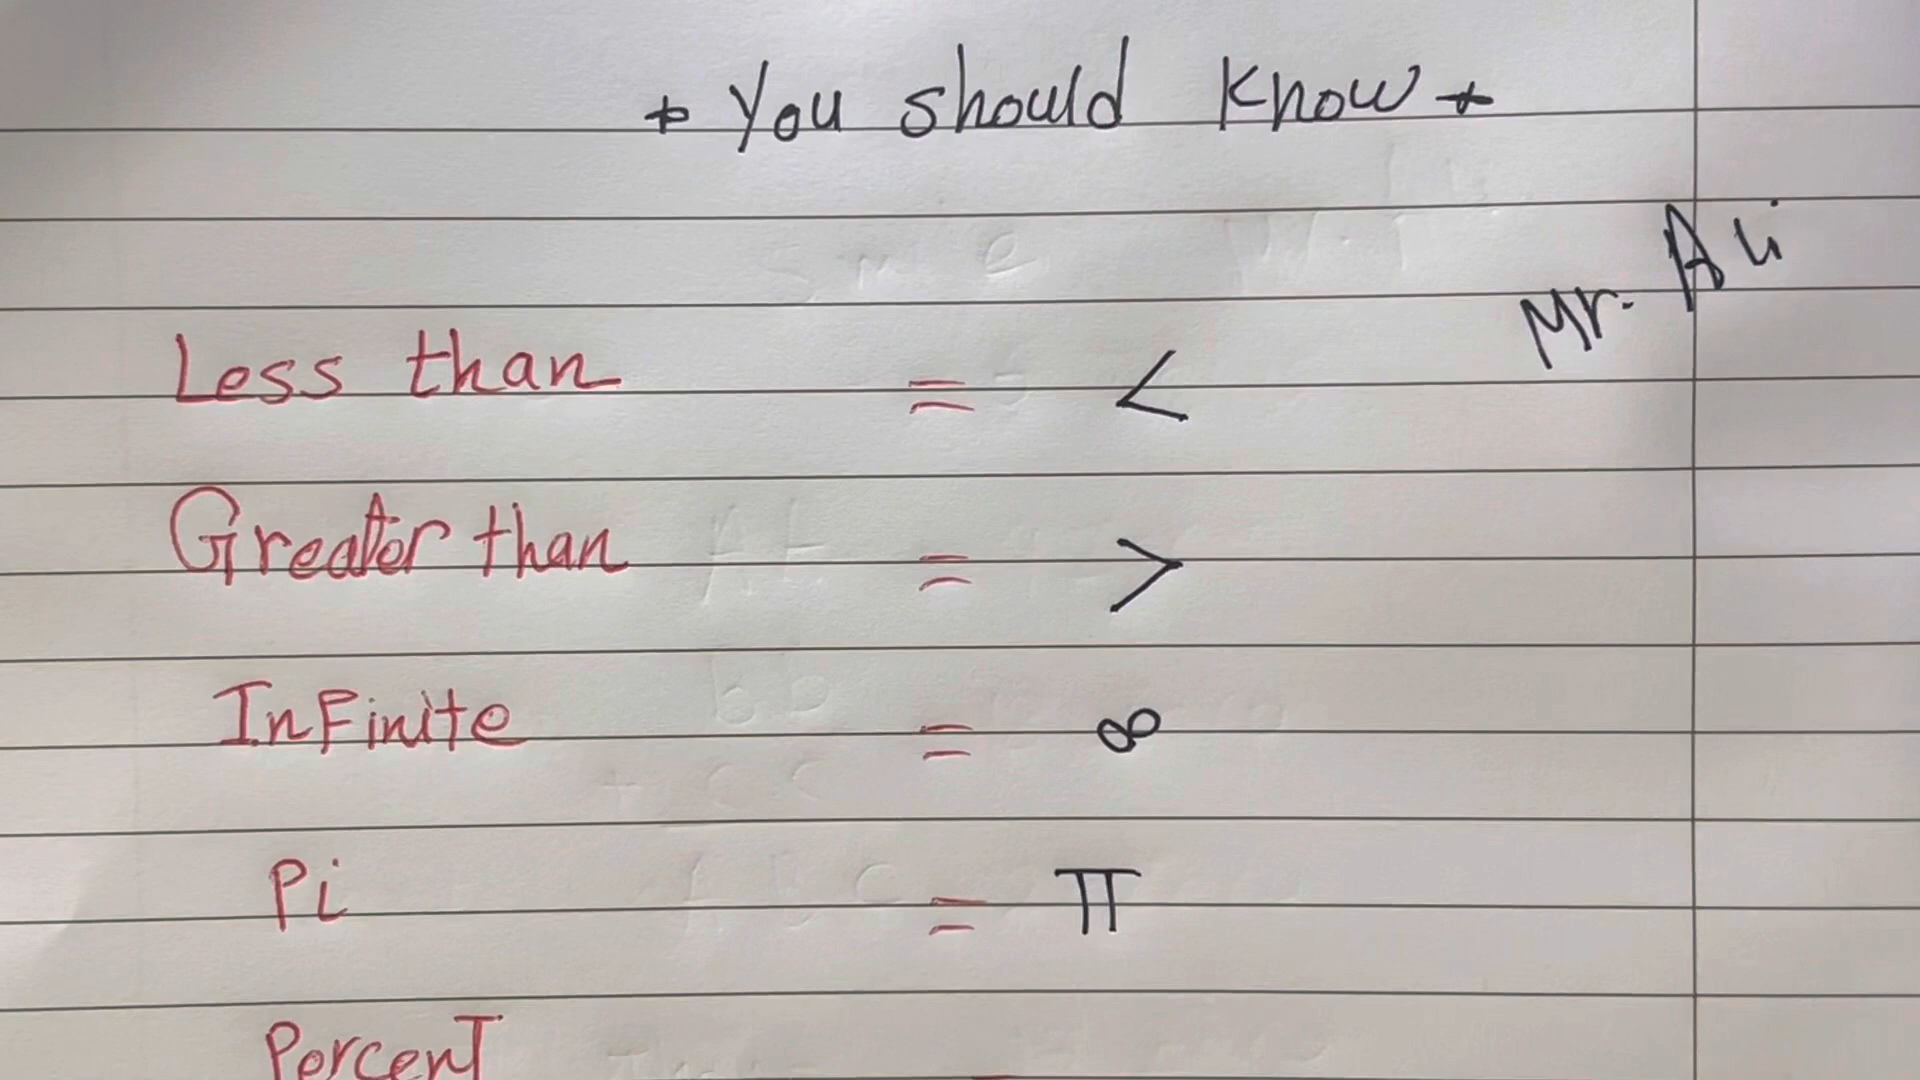 + You should know +
Mr. Ali
Less than = <
Greater than = >
Infinite = ∞
Pi = π
Percent